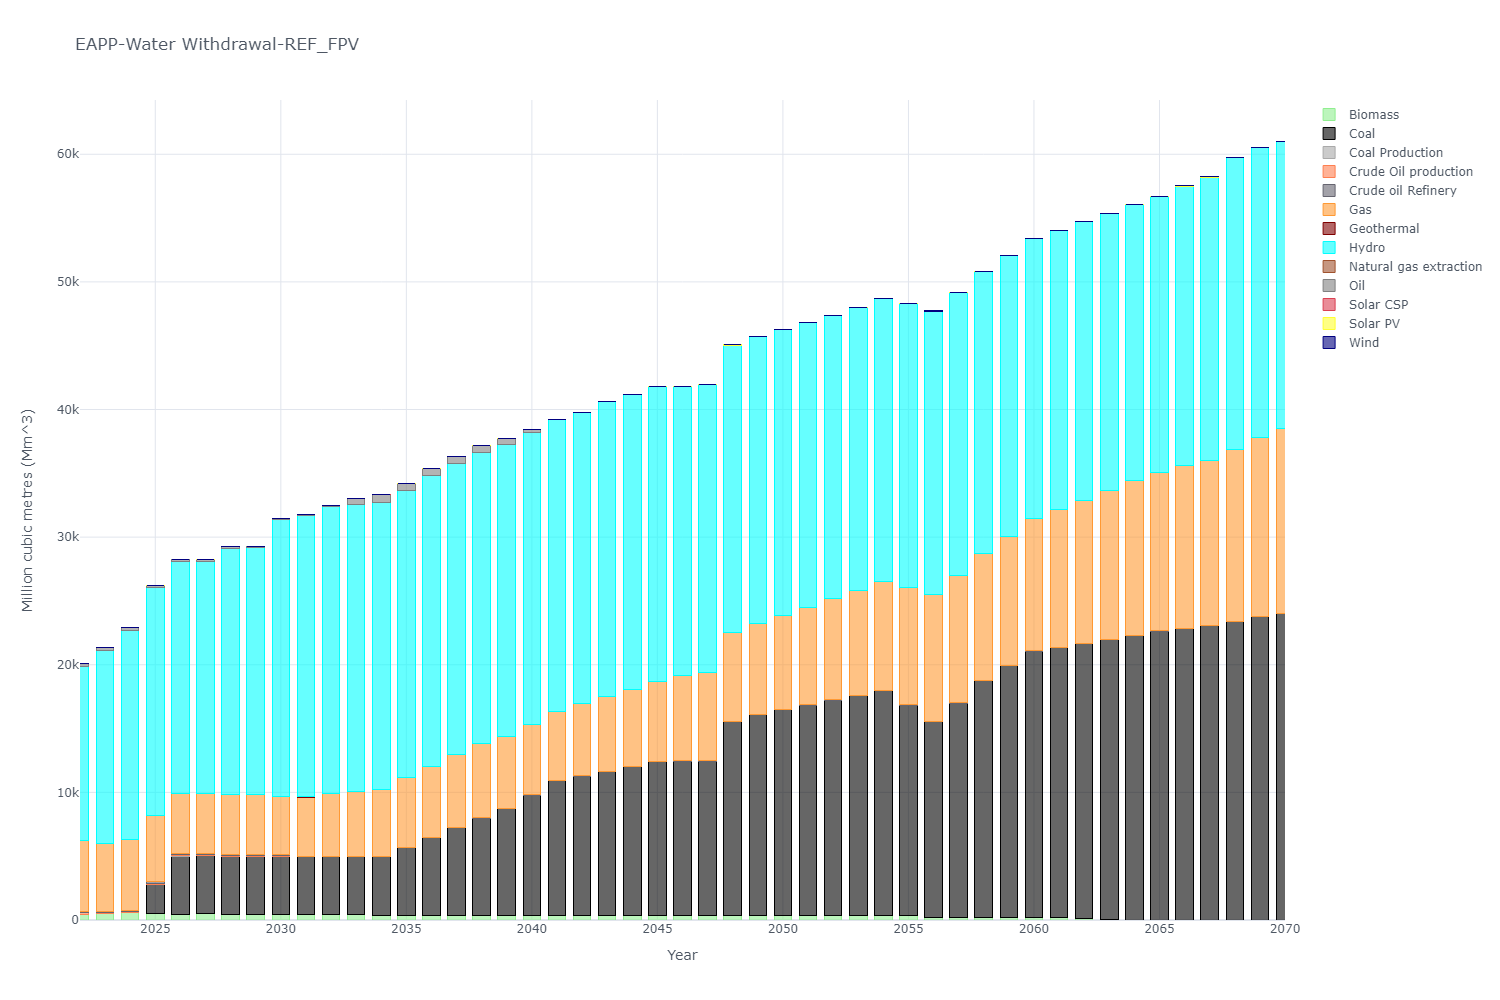 EAPP-Water Withdrawal-REF_FPV
60k
50k
40k
30k
20k
10k
0
Million cubic metres (Mm^3)
2025
2030
2035
2040
2045
2050
2055
2060
2065
2070
Year
Biomass
Coal
Coal Production
Crude Oil production
Crude oil Refinery
Gas
Geothermal
Hydro
Natural gas extraction
Oil
Solar CSP
Solar PV
Wind